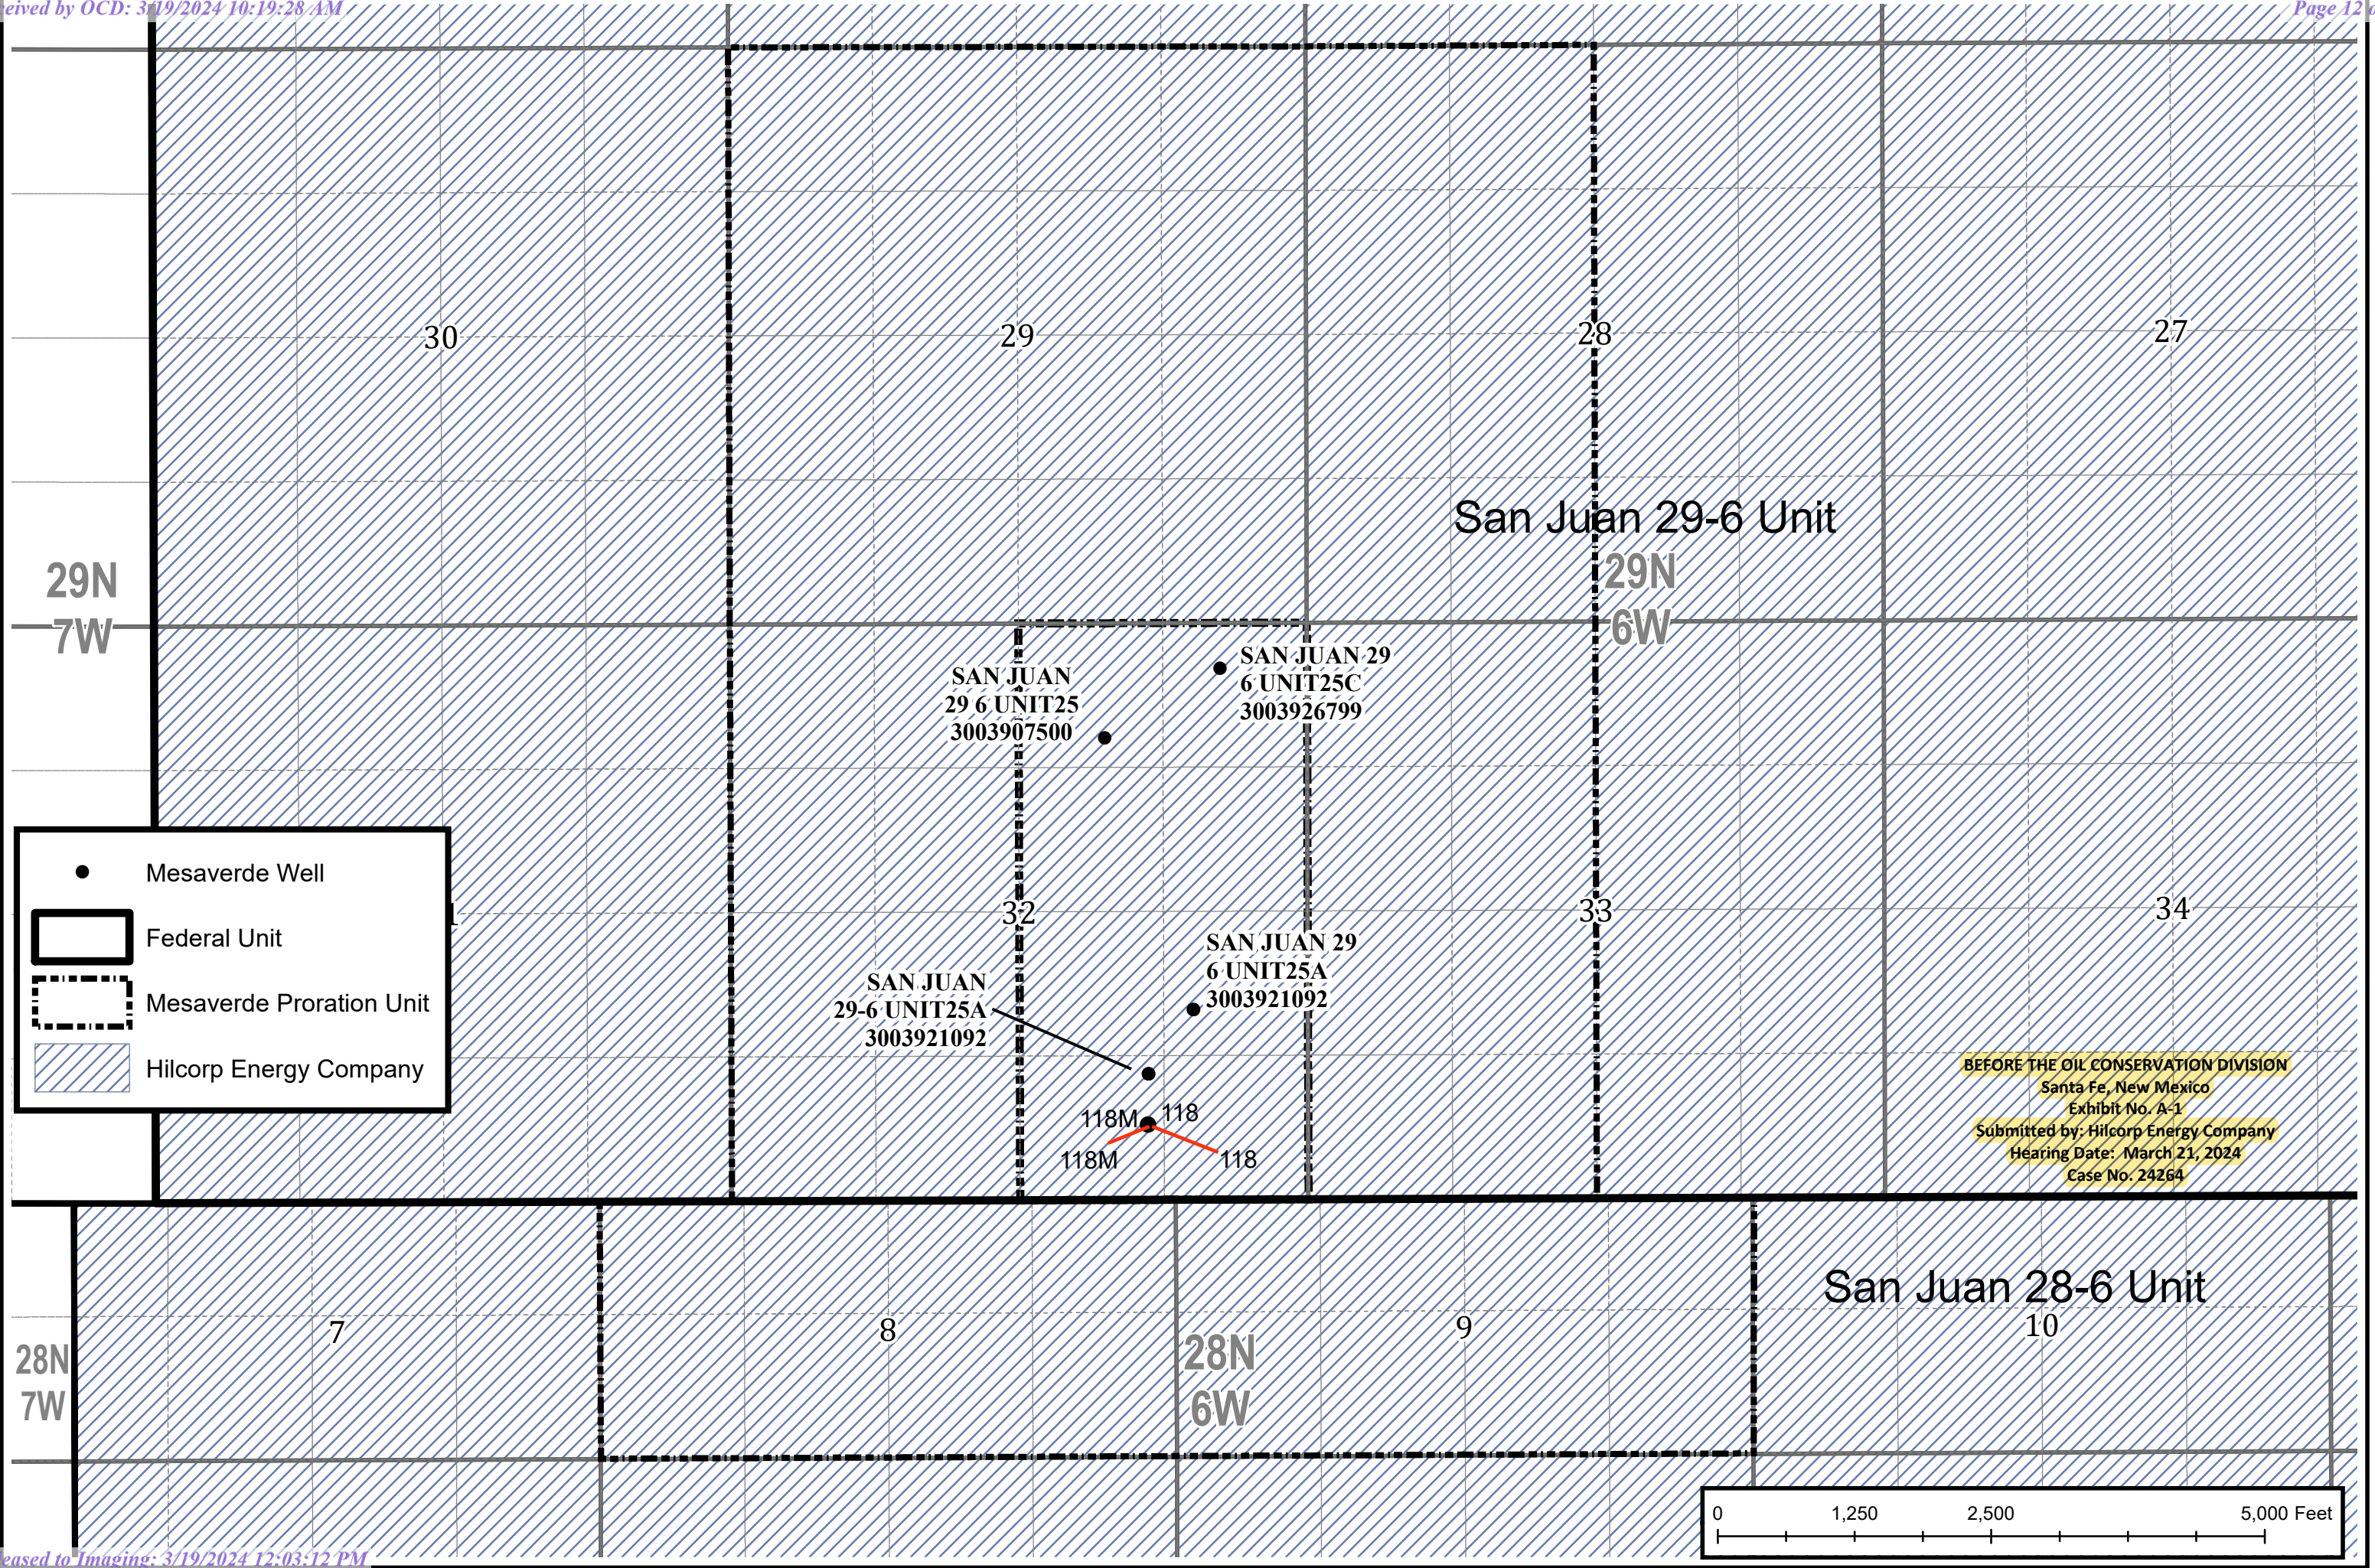 ceived by OCD: 3/19/2024 10:19:28 AM
Page 12 o
30
29
28
27
San Juan 29-6 Unit
29N
7W
29N
6W
SAN JUAN
29 6 UNIT25
3003907500
SAN JUAN 29
6 UNIT25C
3003926799
32
33
34
SAN JUAN 29
6 UNIT25A
3003921092
SAN JUAN
29-6 UNIT25A
3003921092
118M
118
118M
118
Mesaverde Well
Federal Unit
Mesaverde Proration Unit
Hilcorp Energy Company
BEFORE THE OIL CONSERVATION DIVISION
Santa Fe, New Mexico
Exhibit No. A-1
Submitted by: Hilcorp Energy Company
Hearing Date: March 21, 2024
Case No. 24264
San Juan 28-6 Unit
7
8
9
10
28N
7W
28N
6W
0 1,250 2,500 5,000 Feet
eased to Imaging: 3/19/2024 12:03:12 PM